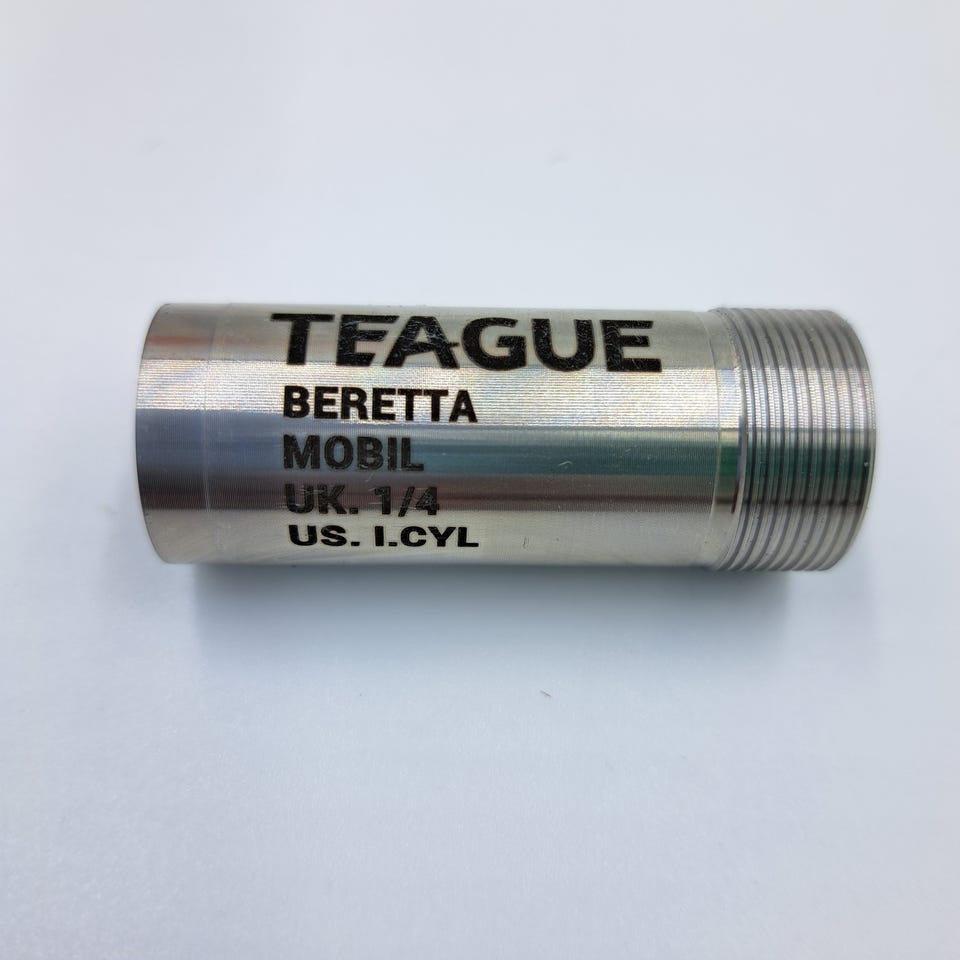 TEAGUE
BERETTA
MOBIL
UK. 1/4
US. I.CYL